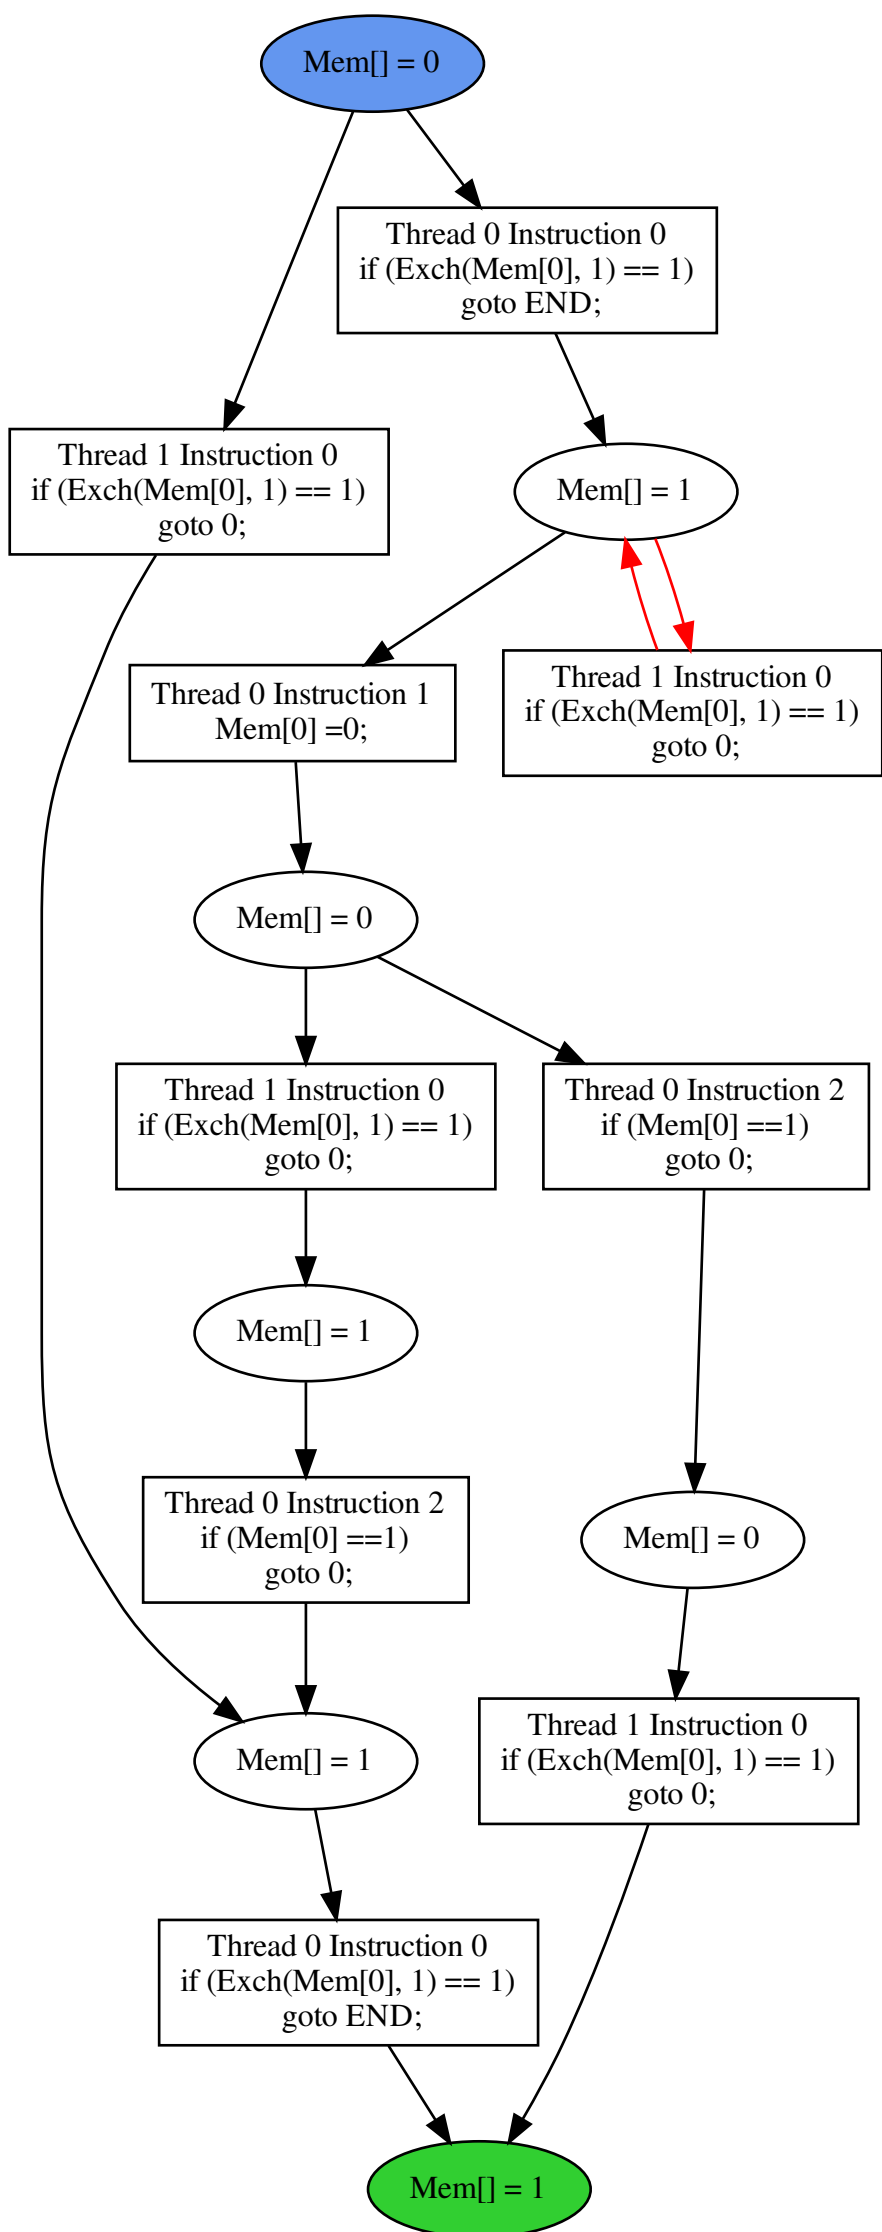 Mem[] = 0
Thread 0 Instruction 0
if (Exch(Mem[0], 1) == 1)
goto END;
Thread 1 Instruction 0
if (Exch(Mem[0], 1) == 1)
goto 0;
Mem[] = 1
Thread 0 Instruction 1
Mem[0] =0;
Thread 1 Instruction 0
if (Exch(Mem[0], 1) == 1)
goto 0;
Mem[] = 0
Thread 1 Instruction 0
if (Exch(Mem[0], 1) == 1)
goto 0;
Thread 0 Instruction 2
if (Mem[0] ==1)
goto 0;
Mem[] = 1
Thread 0 Instruction 2
if (Mem[0] ==1)
goto 0;
Mem[] = 0
Mem[] = 1
Thread 1 Instruction 0
if (Exch(Mem[0], 1) == 1)
goto 0;
Thread 0 Instruction 0
if (Exch(Mem[0], 1) == 1)
goto END;
Mem[] = 1